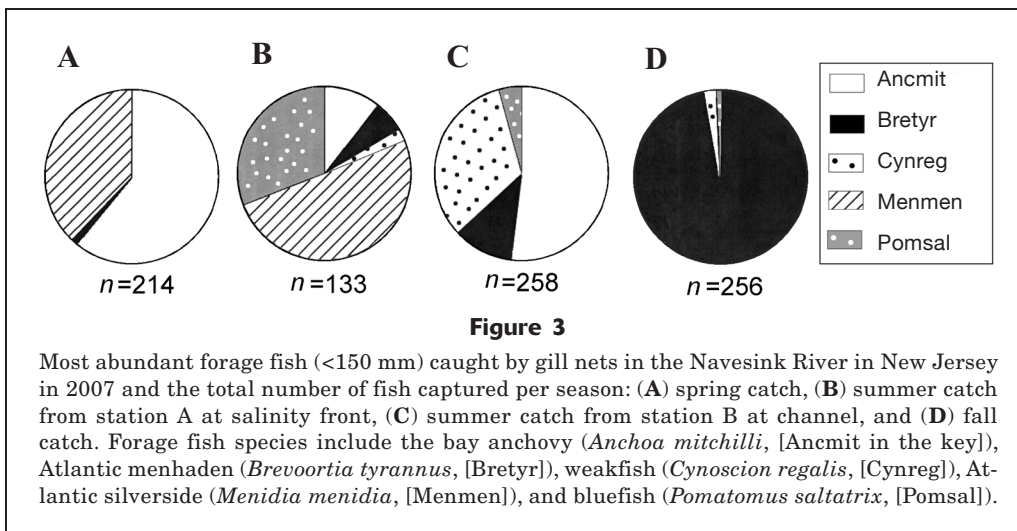 A B C D
Ancmit
Bretyr
Cynreg
Menmen
Pomsal
n=214 n=133 n=258 n=256
Figure 3
Most abundant forage fish (<150 mm) caught by gill nets in the Navesink River in New Jersey
in 2007 and the total number of fish captured per season: (A) spring catch, (B) summer catch
from station A at salinity front, (C) summer catch from station B at channel, and (D) fall
catch. Forage fish species include the bay anchovy (Anchoa mitchilli, [Ancmit in the key]),
Atlantic menhaden (Brevoortia tyrannus, [Bretyr]), weakfish (Cynoscion regalis, [Cynreg]), At-
lantic silverside (Menidia menidia, [Menmen]), and bluefish (Pomatomus saltatrix, [Pomsal]).